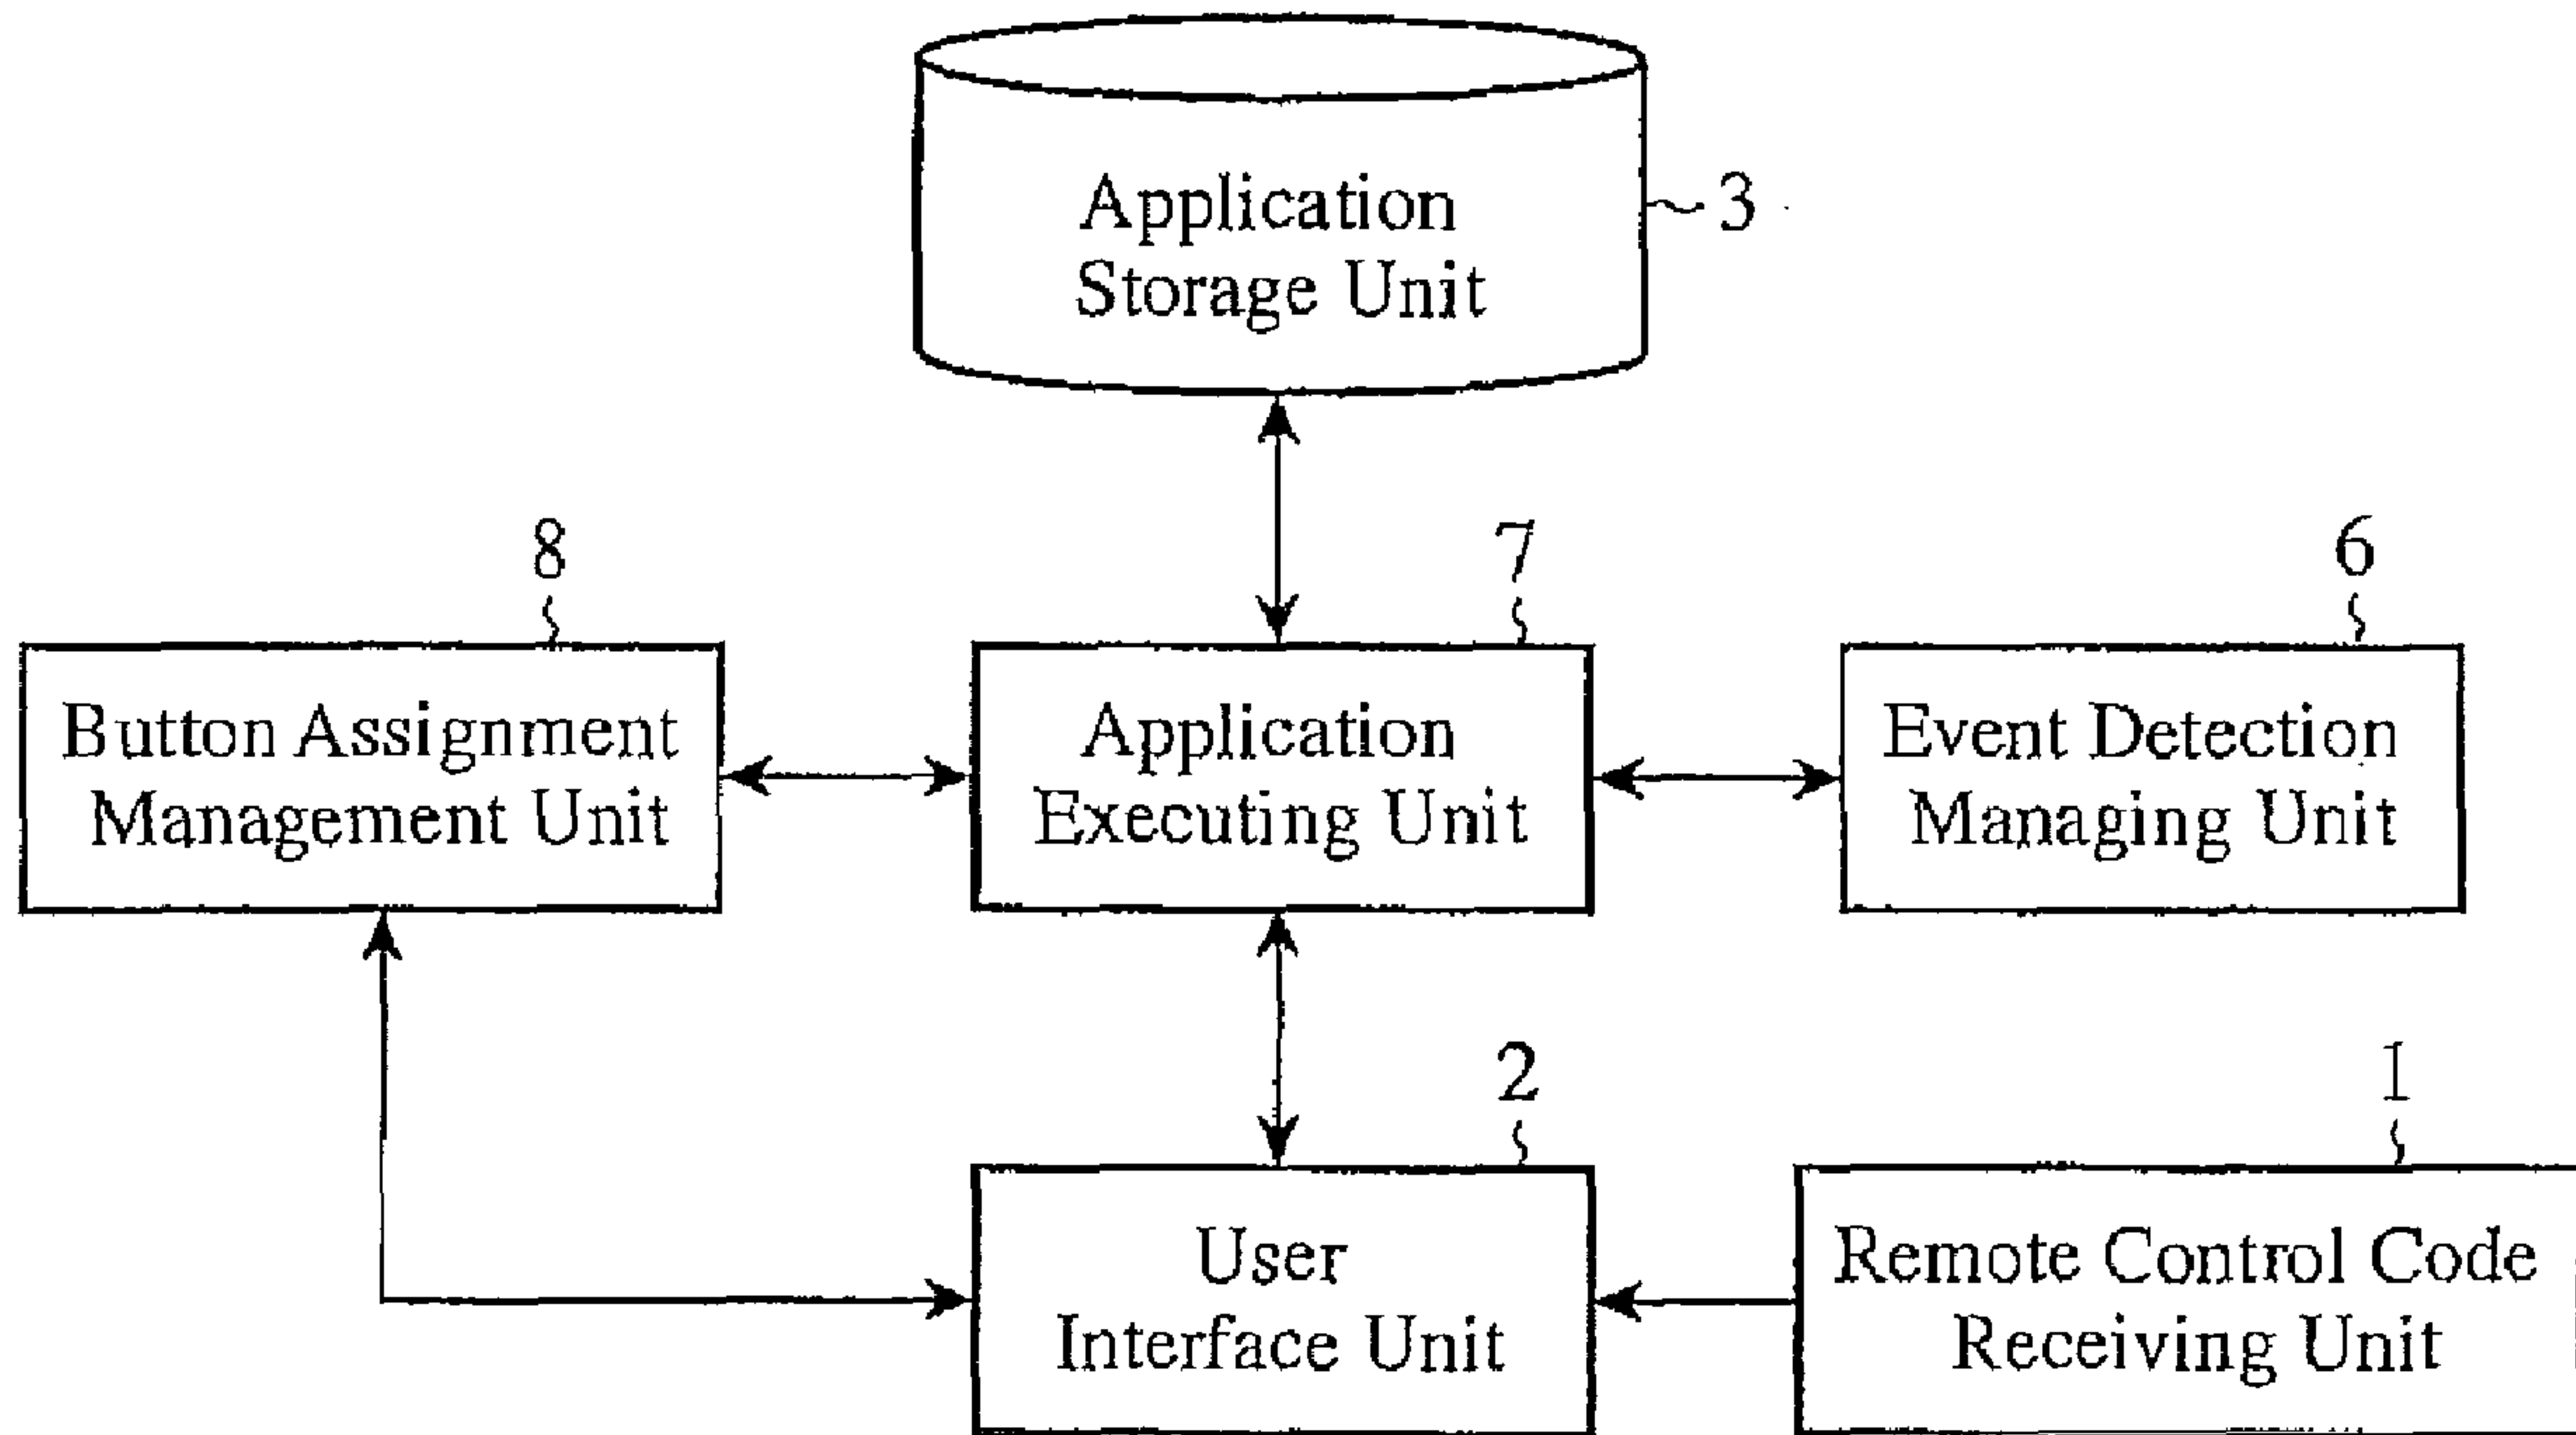 Application
Storage Unit
3
8
7
6
Button Assignment
Management Unit
Application
Executing Unit
Event Detection
Managing Unit
2
1
User
Interface Unit
Remote Control Code
Receiving Unit